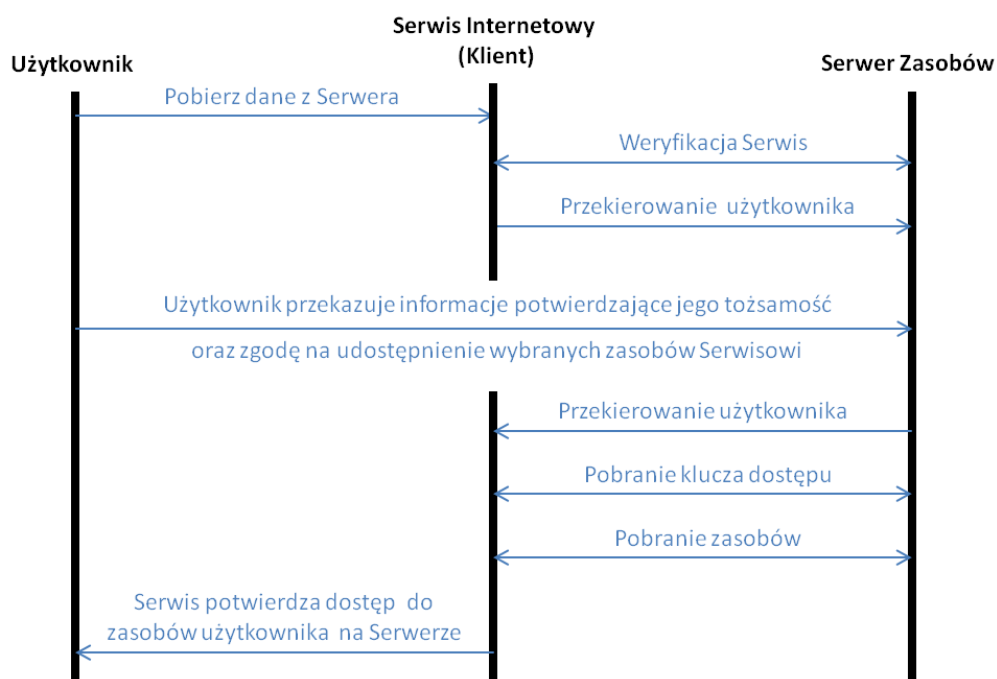 Serwis Internetowy
(Klient)
Użytkownik
Serwer Zasobów
Pobierz dane z Serwera
Weryfikacja Serwis
Przekierowanie użytkownika
Użytkownik przekazuje informacje potwierdzające jego tożsamość
oraz zgodę na udostępnienie wybranych zasobów Serwisowi
Przekierowanie użytkownika
Pobranie klucza dostępu
Pobranie zasobów
Serwis potwierdza dostęp do
zasobów użytkownika na Serwerze